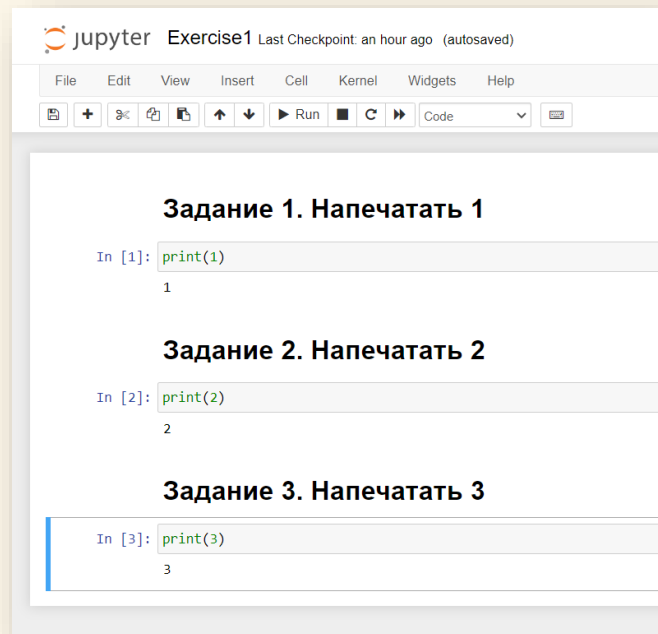 jupyter Exercise1 Last Checkpoint: an hour ago (autosaved)
File Edit View Insert Cell Kernel Widgets Help
Run Code
Задание 1. Напечатать 1
In [1]: print(1)
1
Задание 2. Напечатать 2
In [2]: print(2)
2
Задание 3. Напечатать 3
In [3]: print(3)
3